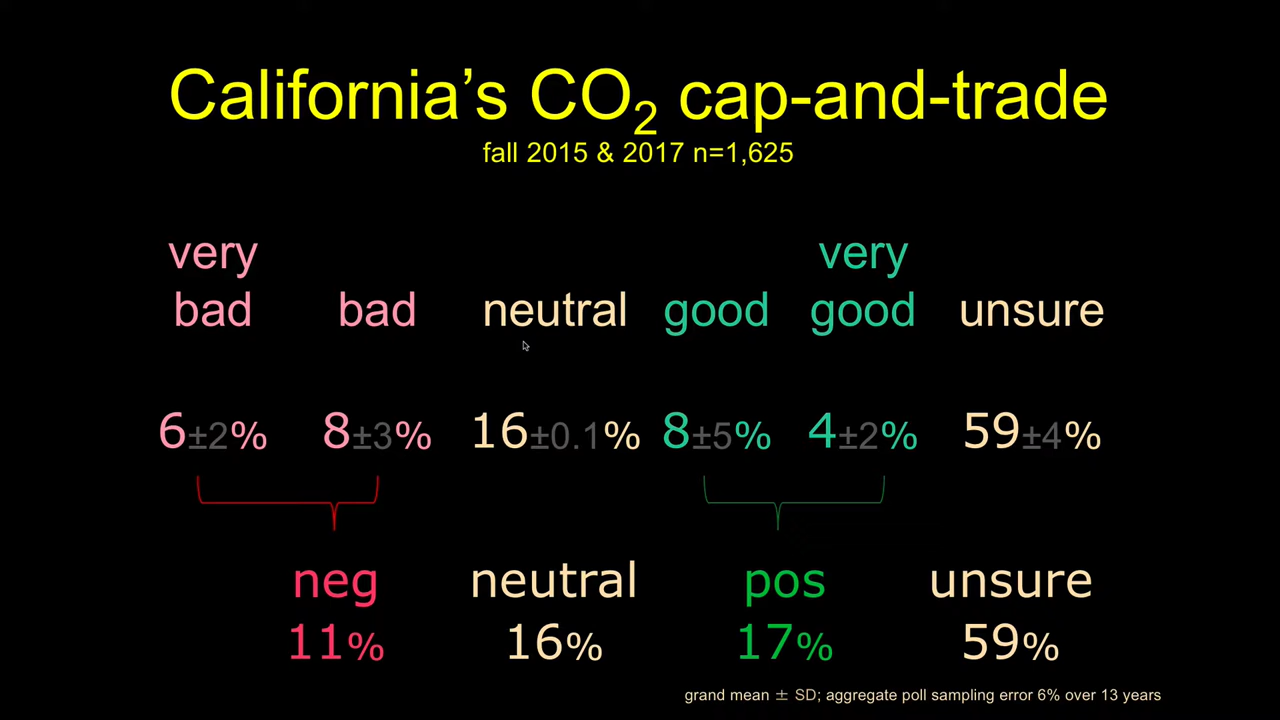 California’s CO₂ cap-and-trade
fall 2015 & 2017 n=1,625
very bad
bad
neutral
good
very good
unsure
6±2% 8±3% 16±0.1% 8±5% 4±2% 59±4%
neg neutral pos unsure
11% 16% 17% 59%
grand mean ± SD; aggregate poll sampling error 6% over 13 years